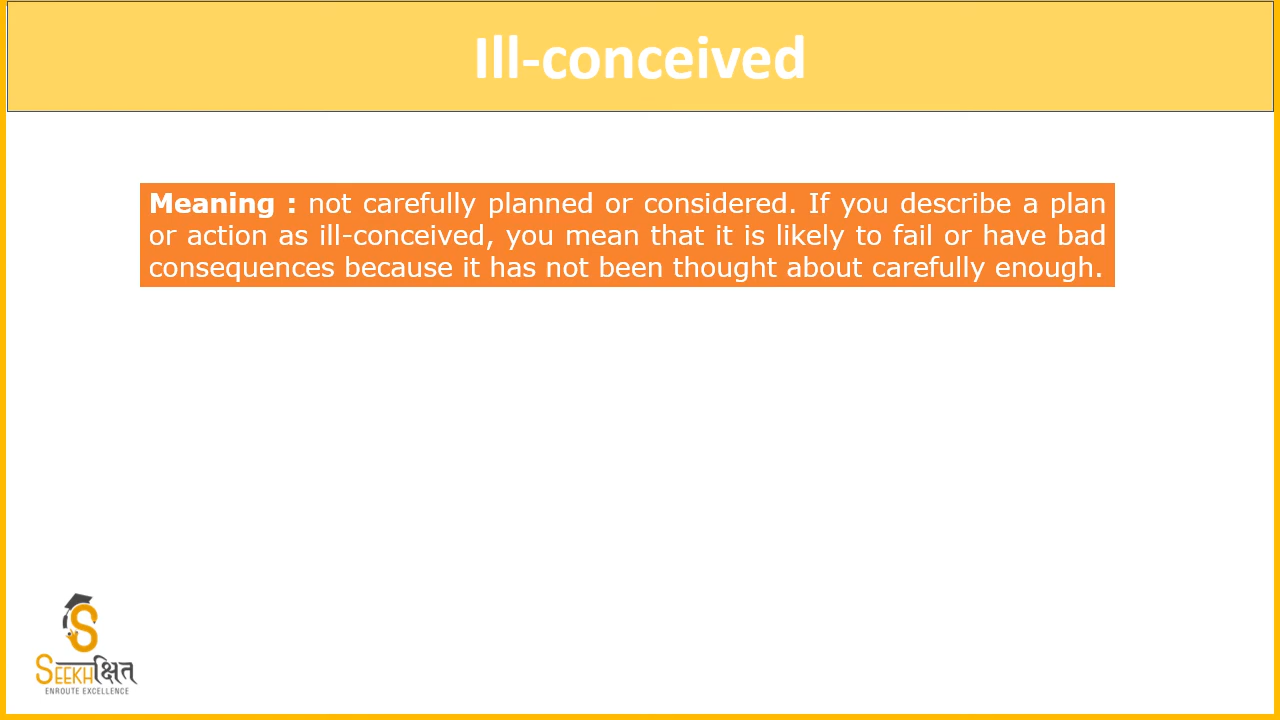 Ill-conceived
Meaning : not carefully planned or considered. If you describe a plan
or action as ill-conceived, you mean that it is likely to fail or have bad
consequences because it has not been thought about carefully enough.
S
SEEKHक्षित
ENROUTE EXCELLENCE